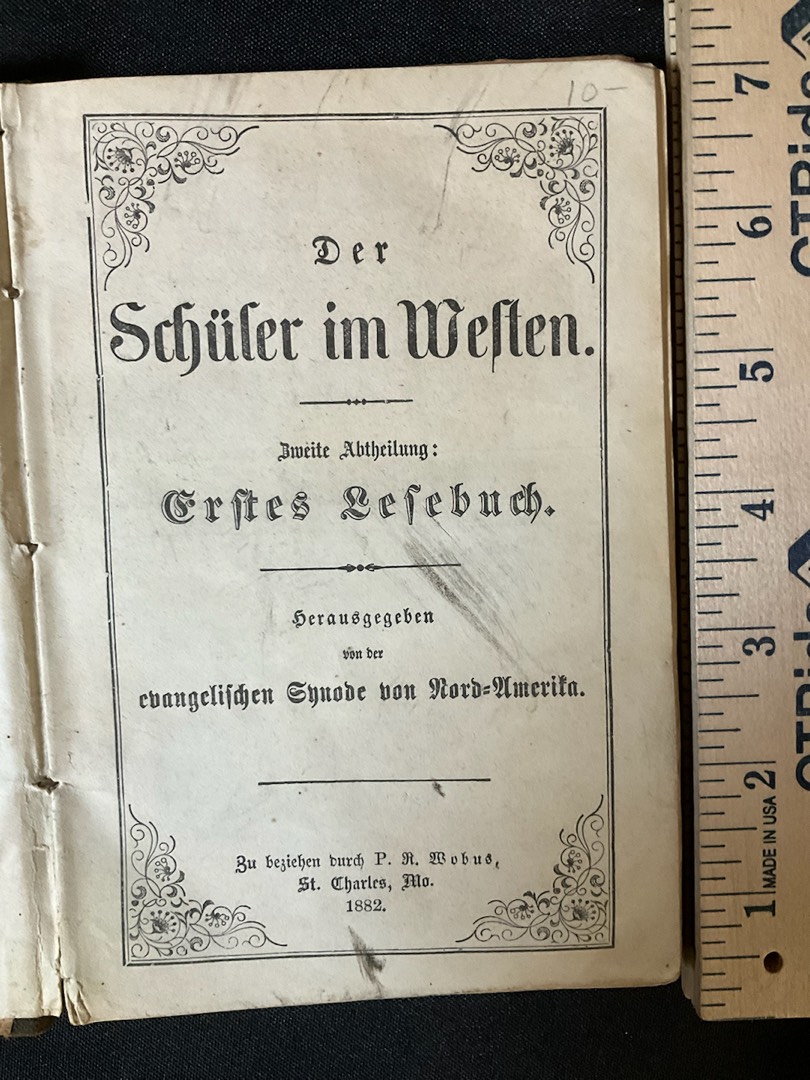 10-
Der
Schüler im Westen.
Zweite Abtheilung:
Erstes Lesebuch.
Herausgegeben
von der
evangelischen Synode von Nord-Amerika.
Zu beziehen durch P. R. Wobus,
St. Charles, Mo.
1882.
7
6
5
4
3
2
MADE IN USA
1